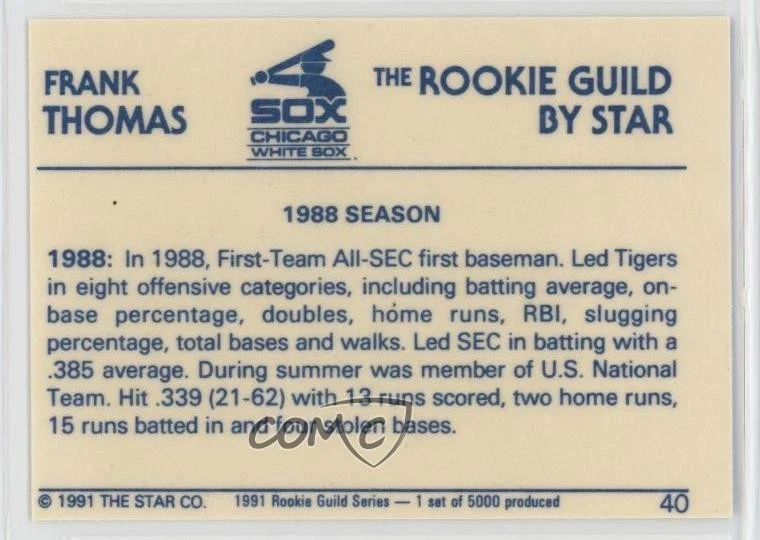 FRANK
THOMAS
SOX
CHICAGO
WHITE SOX
THE ROOKIE GUILD
BY STAR
1988 SEASON
1988: In 1988, First-Team All-SEC first baseman. Led Tigers
in eight offensive categories, including batting average, on-
base percentage, doubles, home runs, RBI, slugging
percentage, total bases and walks. Led SEC in batting with a
.385 average. During summer was member of U.S. National
Team. Hit .339 (21-62) with 13 runs scored, two home runs,
15 runs batted in and four stolen bases.
COMC
© 1991 THE STAR CO. 1991 Rookie Guild Series — 1 set of 5000 produced 40